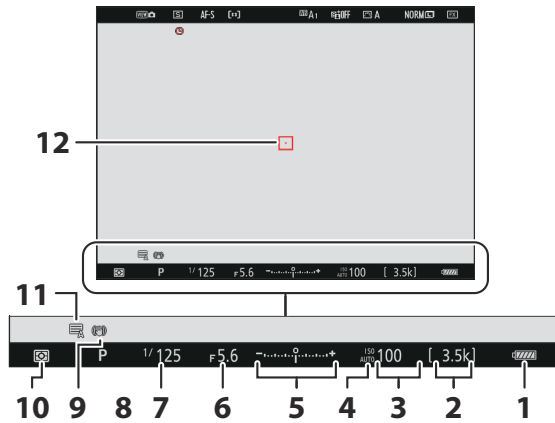 S AF-S [ ] A1 OFF A NORM FX
12
P 1/125 F5.6 - + ISO AUTO 100 [ 3.5k]
11
P 1/125 F5.6 - + ISO AUTO 100 [ 3.5k]
10 9 8 7 6 5 4 3 2 1